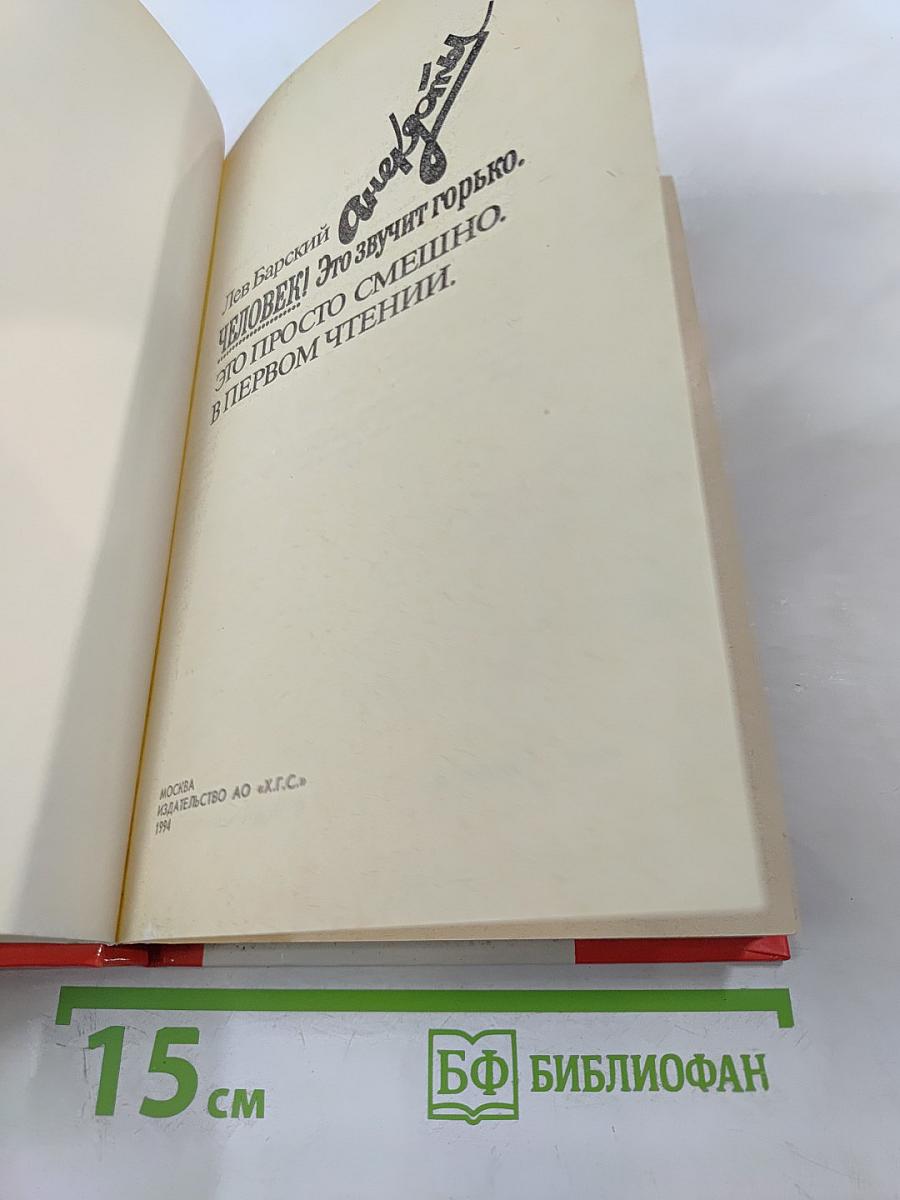 Лев Барский
анекдоты
ЧЕЛОВЕК! Это звучит горько.
ЭТО ПРОСТО СМЕШНО.
В ПЕРВОМ ЧТЕНИИ.
МОСКВА
ИЗДАТЕЛЬСТВО АО «Х.Г.С.»
1994
15 см
БФ БИБЛИОФАН